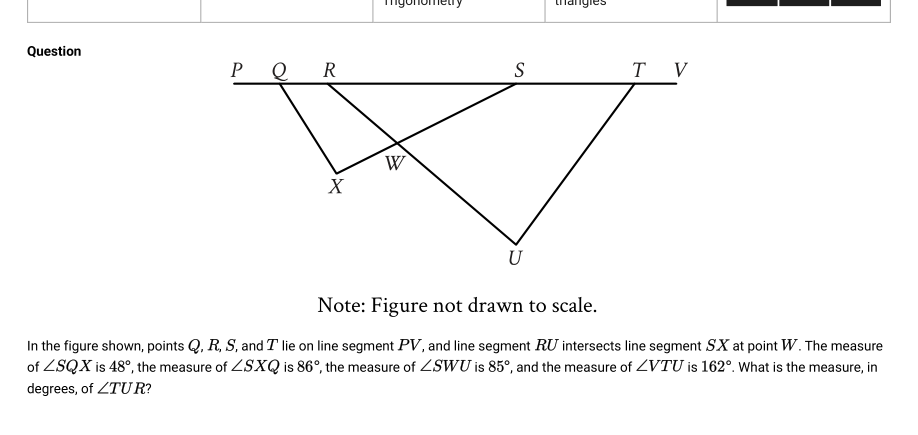 Trigonometry triangles
Question
P Q R S T V
W
X
U
Note: Figure not drawn to scale.
In the figure shown, points Q, R, S, and T lie on line segment PV, and line segment RU intersects line segment SX at point W. The measure
of ∠SQX is 48°, the measure of ∠SXQ is 86°, the measure of ∠SWU is 85°, and the measure of ∠VTU is 162°. What is the measure, in
degrees, of ∠TUR?